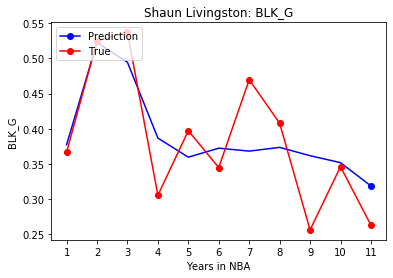 Shaun Livingston: BLK_G
Prediction
True
BLK_G
0.55
0.50
0.45
0.40
0.35
0.30
0.25
1 2 3 4 5 6 7 8 9 10 11
Years in NBA